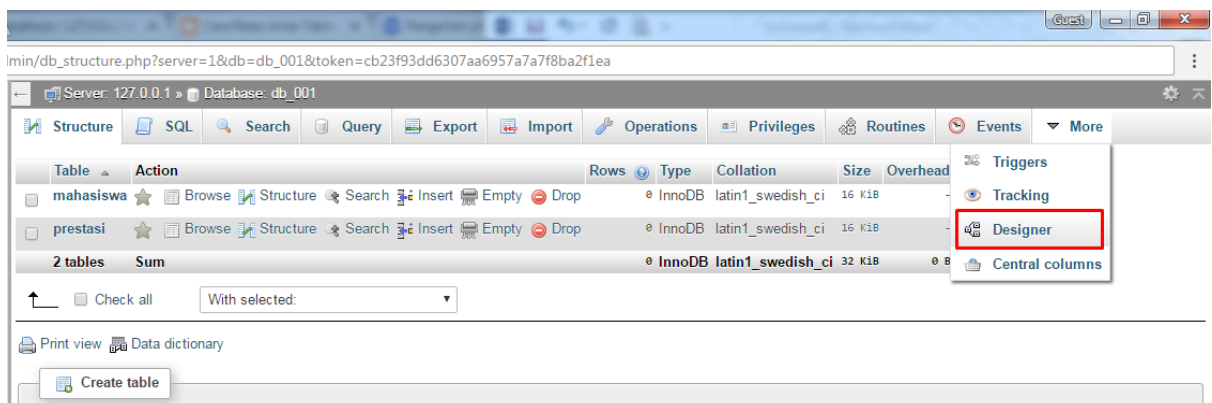 Guest
lmin/db_structure.php?server=1&db=db_001&token=cb23f93dd6307aa6957a7a7f8ba2f1ea
Server: 127.0.0.1 » Database: db_001
Structure SQL Search Query Export Import Operations Privileges Routines Events More
Triggers
Tracking
Designer
Central columns
Table Action Rows Type Collation Size Overhead
mahasiswa Browse Structure Search Insert Empty Drop 0 InnoDB latin1_swedish_ci 16 KiB -
prestasi Browse Structure Search Insert Empty Drop 0 InnoDB latin1_swedish_ci 16 KiB -
2 tables Sum 0 InnoDB latin1_swedish_ci 32 KiB 0 B
Check all With selected:
Print view Data dictionary
Create table